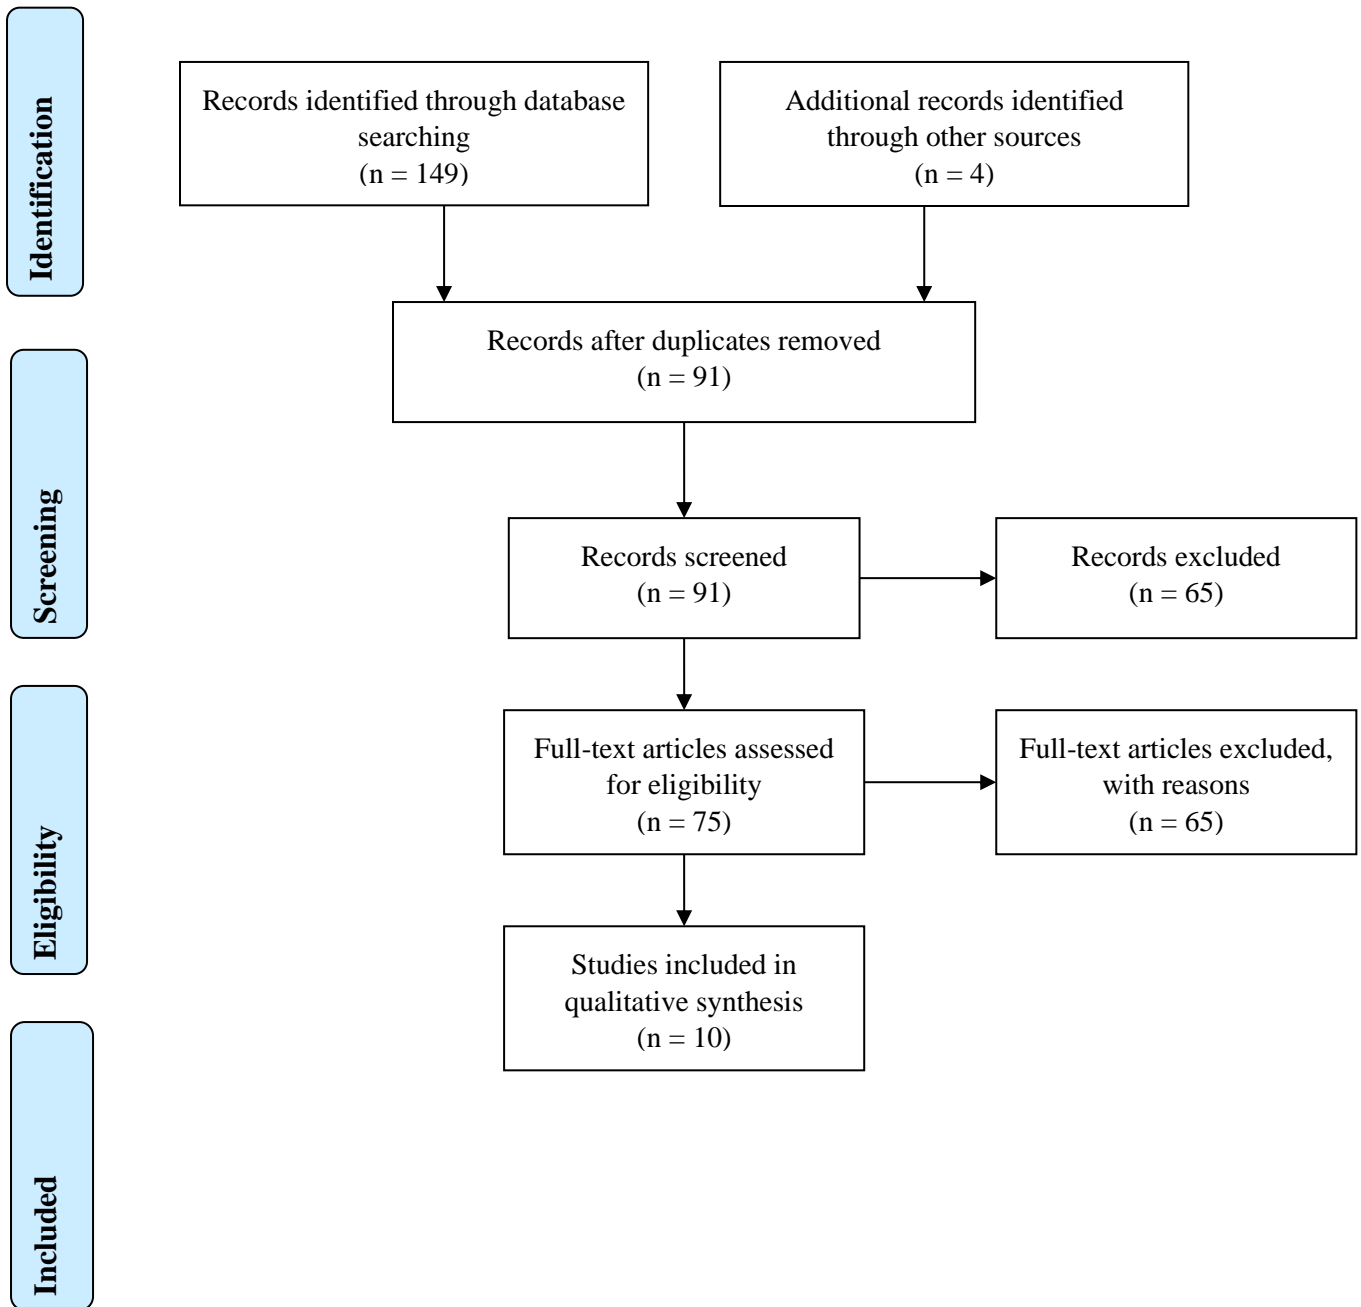 Identification
Records identified through database
searching
(n = 149)
Additional records identified
through other sources
(n = 4)
Records after duplicates removed
(n = 91)
Screening
Records screened
(n = 91)
Records excluded
(n = 65)
Eligibility
Full-text articles assessed
for eligibility
(n = 75)
Full-text articles excluded,
with reasons
(n = 65)
Studies included in
qualitative synthesis
(n = 10)
Included